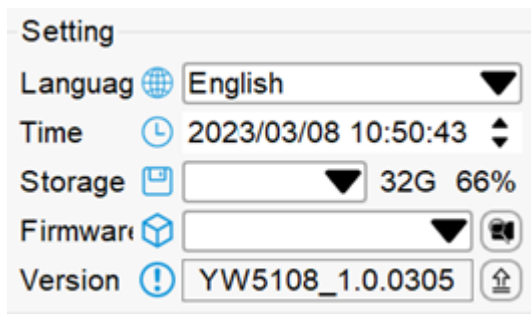 Setting
Languag English
Time 2023/03/08 10:50:43
Storage 32G 66%
Firmware
Version YW5108_1.0.0305